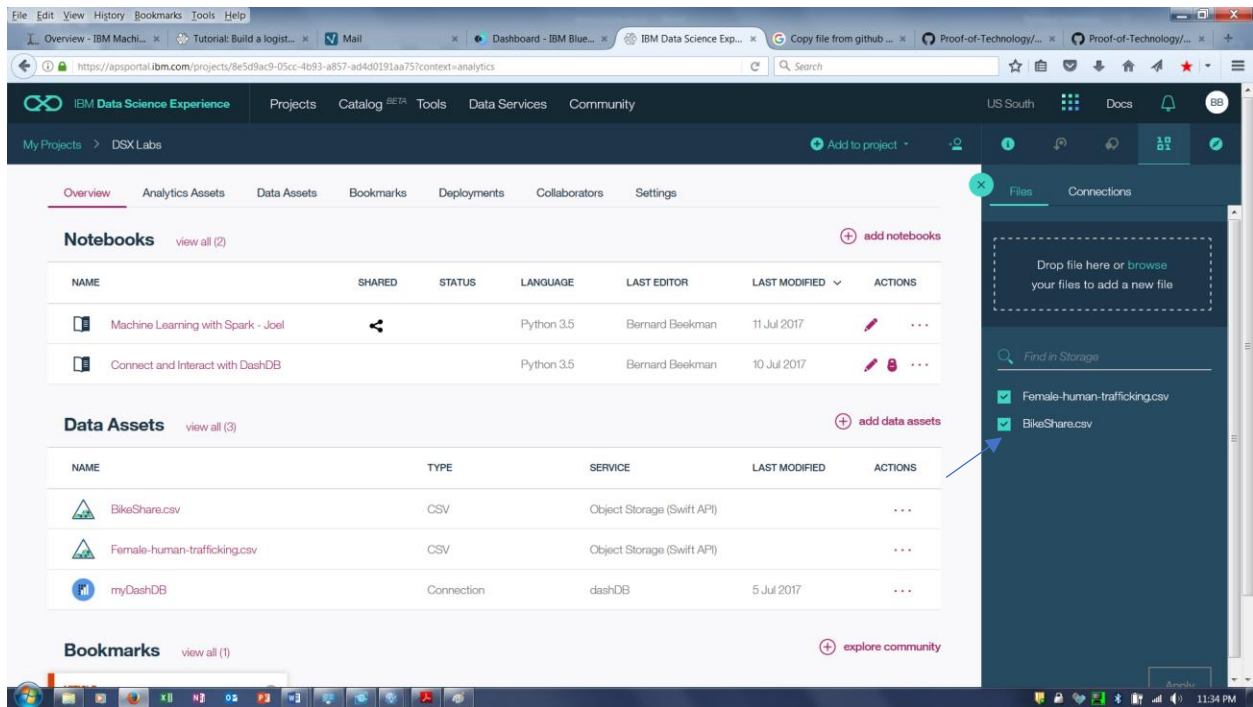 File Edit View History Bookmarks Tools Help
Overview - IBM Machi... × Tutorial: Build a logist... × Mail × Dashboard - IBM Blue... × IBM Data Science Exp... × Copy file from github ... × Proof-of-Technology/... × Proof-of-Technology/... × +
https://apsportal.ibm.com/projects/8e5d9ac9-05cc-4b93-a857-ad4d0191aa75?context=analytics Search
IBM Data Science Experience Projects Catalog BETA Tools Data Services Community US South Docs BB
My Projects > DSX Labs Add to project
Overview Analytics Assets Data Assets Bookmarks Deployments Collaborators Settings Files Connections
Notebooks view all (2) add notebooks
Drop file here or browse
your files to add a new file
NAME SHARED STATUS LANGUAGE LAST EDITOR LAST MODIFIED ACTIONS
Machine Learning with Spark - Joel Python 3.5 Bernard Beekman 11 Jul 2017 ...
Connect and Interact with DashDB Python 3.5 Bernard Beekman 10 Jul 2017 ...
Find in Storage
Female-human-trafficking.csv
BikeShare.csv
Data Assets view all (3) add data assets
NAME TYPE SERVICE LAST MODIFIED ACTIONS
BikeShare.csv CSV Object Storage (Swift API) ...
Female-human-trafficking.csv CSV Object Storage (Swift API) ...
myDashDB Connection dashDB 5 Jul 2017 ...
Bookmarks view all (1) explore community
Apply
11:34 PM